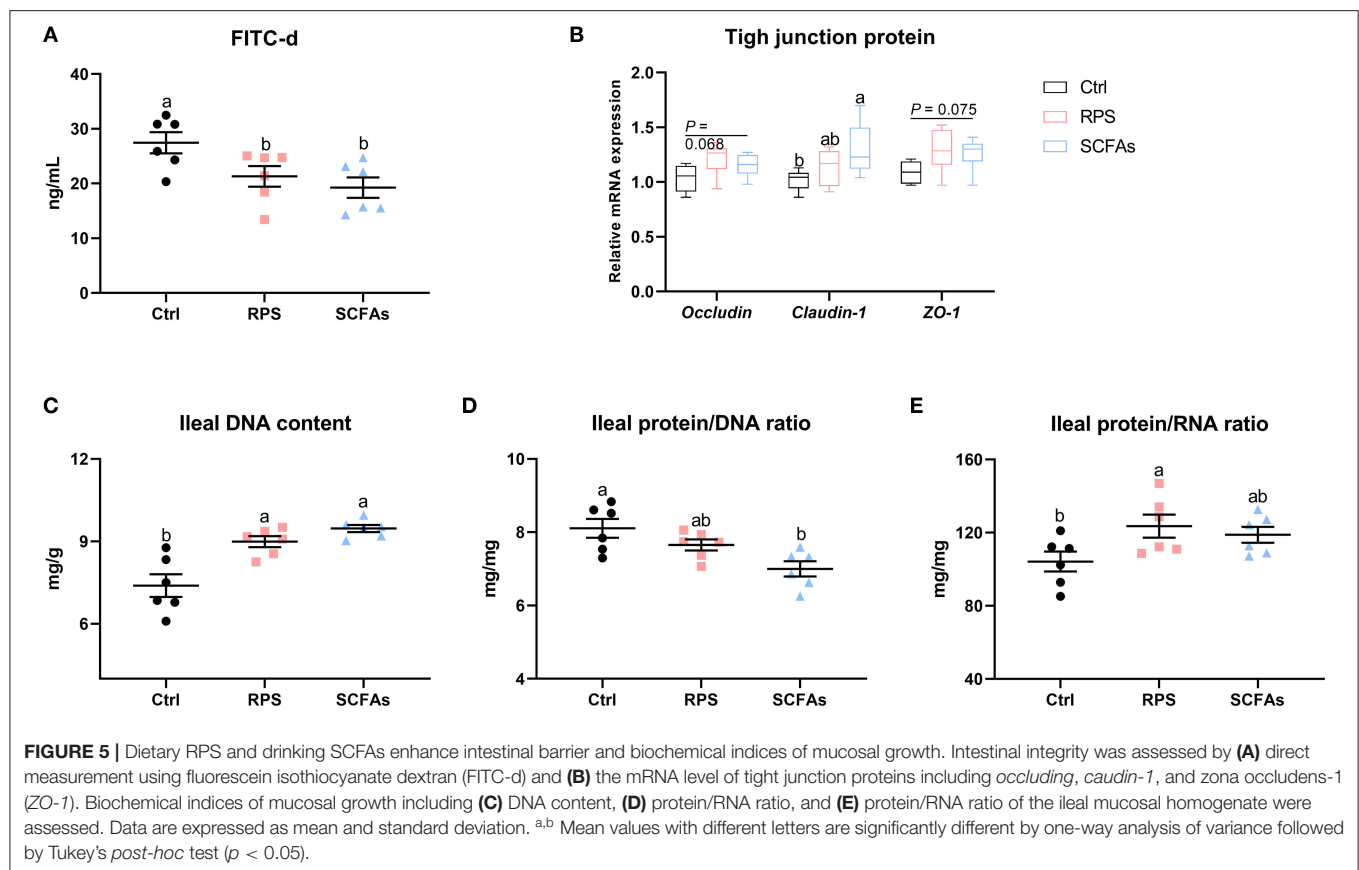 A
FITC-d
40
30
20
10
0
ng/mL
a
b
b
Ctrl
RPS
SCFAs
B
Tigh junction protein
2.0
1.5
1.0
0.5
0.0
Relative mRNA expression
P =
0.068
b
ab
a
P = 0.075
Occludin
Claudin-1
ZO-1
Ctrl
RPS
SCFAs
C
Ileal DNA content
12
9
6
mg/g
b
a
a
Ctrl
RPS
SCFAs
D
Ileal protein/DNA ratio
10
8
6
4
mg/mg
a
ab
b
Ctrl
RPS
SCFAs
E
Ileal protein/RNA ratio
160
120
80
40
mg/mg
b
a
ab
Ctrl
RPS
SCFAs
FIGURE 5 | Dietary RPS and drinking SCFAs enhance intestinal barrier and biochemical indices of mucosal growth. Intestinal integrity was assessed by (A) direct
measurement using fluorescein isothiocyanate dextran (FITC-d) and (B) the mRNA level of tight junction proteins including occluding, caudin-1, and zona occludens-1
(ZO-1). Biochemical indices of mucosal growth including (C) DNA content, (D) protein/RNA ratio, and (E) protein/RNA ratio of the ileal mucosal homogenate were
assessed. Data are expressed as mean and standard deviation. a,b Mean values with different letters are significantly different by one-way analysis of variance followed
by Tukey's post-hoc test (p < 0.05).